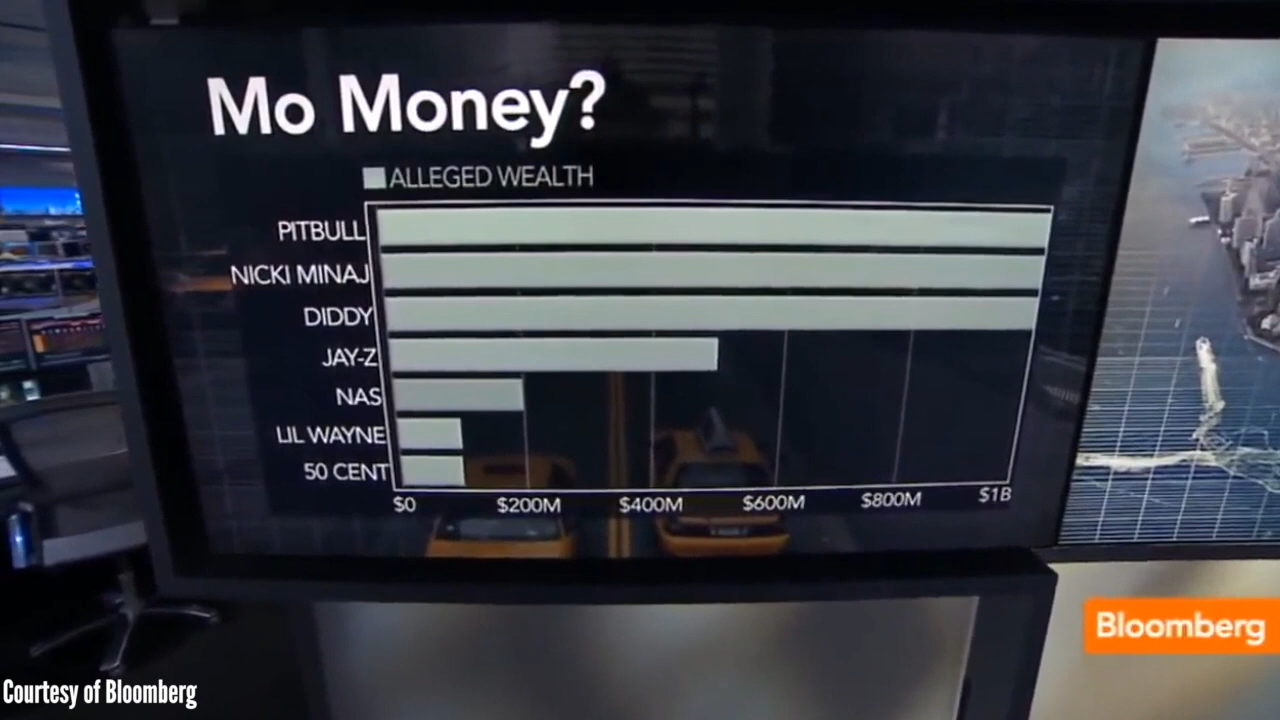 Mo Money?
ALLEGED WEALTH
PITBULL
NICKI MINAJ
DIDDY
JAY-Z
NAS
LIL WAYNE
50 CENT
$0 $200M $400M $600M $800M $1B
Bloomberg
Courtesy of Bloomberg